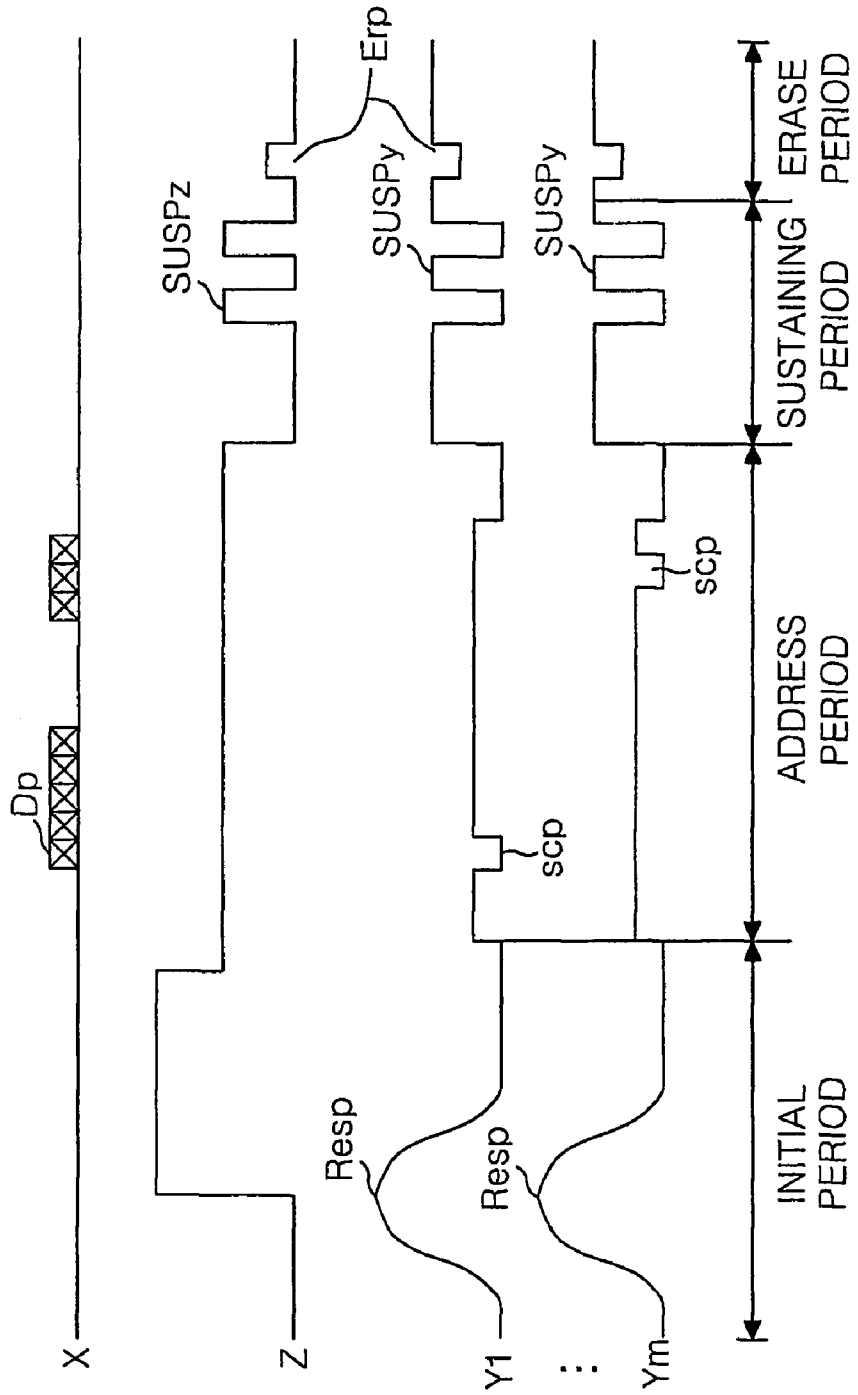 X
Dp
Z
SUSPz
Erp
Y1
Resp
scp
SUSPy
⋮
Ym
Resp
scp
SUSPy
INITIAL
PERIOD
ADDRESS
PERIOD
SUSTAINING
PERIOD
ERASE
PERIOD